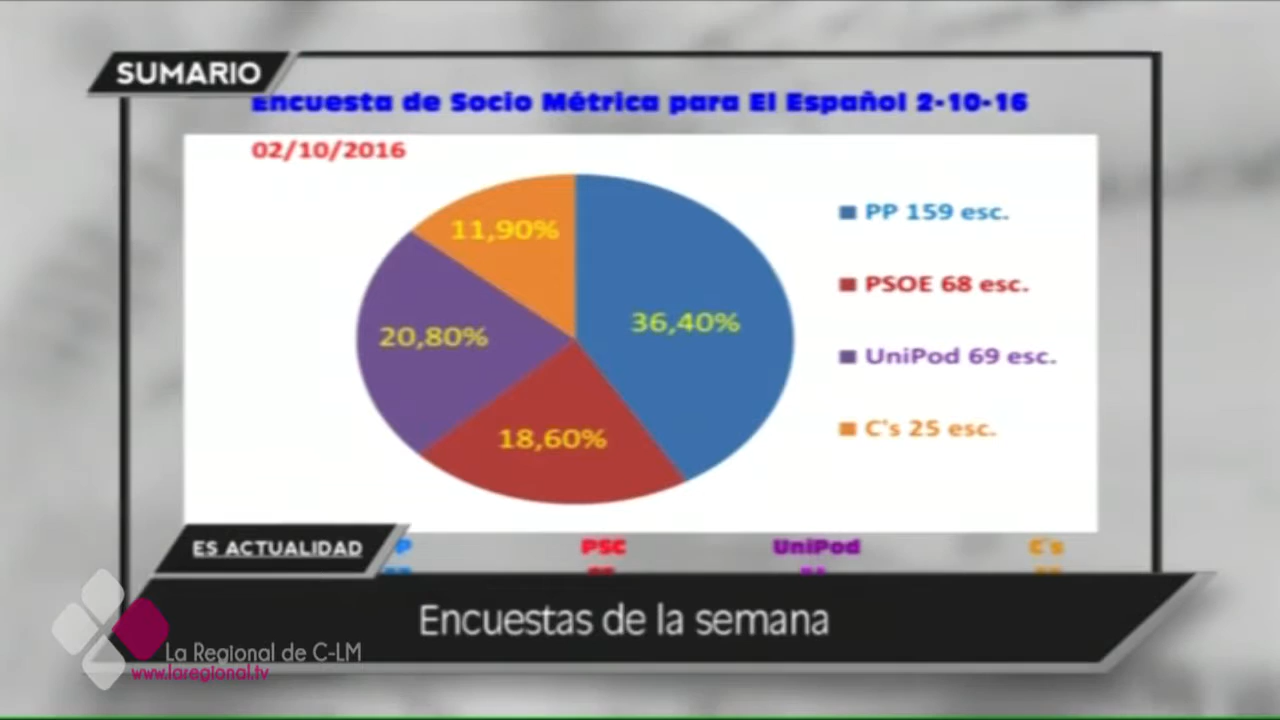 SUMARIO
Encuesta de Socio Métrica para El Español 2-10-16
02/10/2016
11,90%
PP 159 esc.
PSOE 68 esc.
36,40%
20,80%
UniPod 69 esc.
18,60%
C's 25 esc.
ES ACTUALIDAD
PSC
UniPod
C's
Encuestas de la semana
La Regional de C-LM
www.laregional.tv